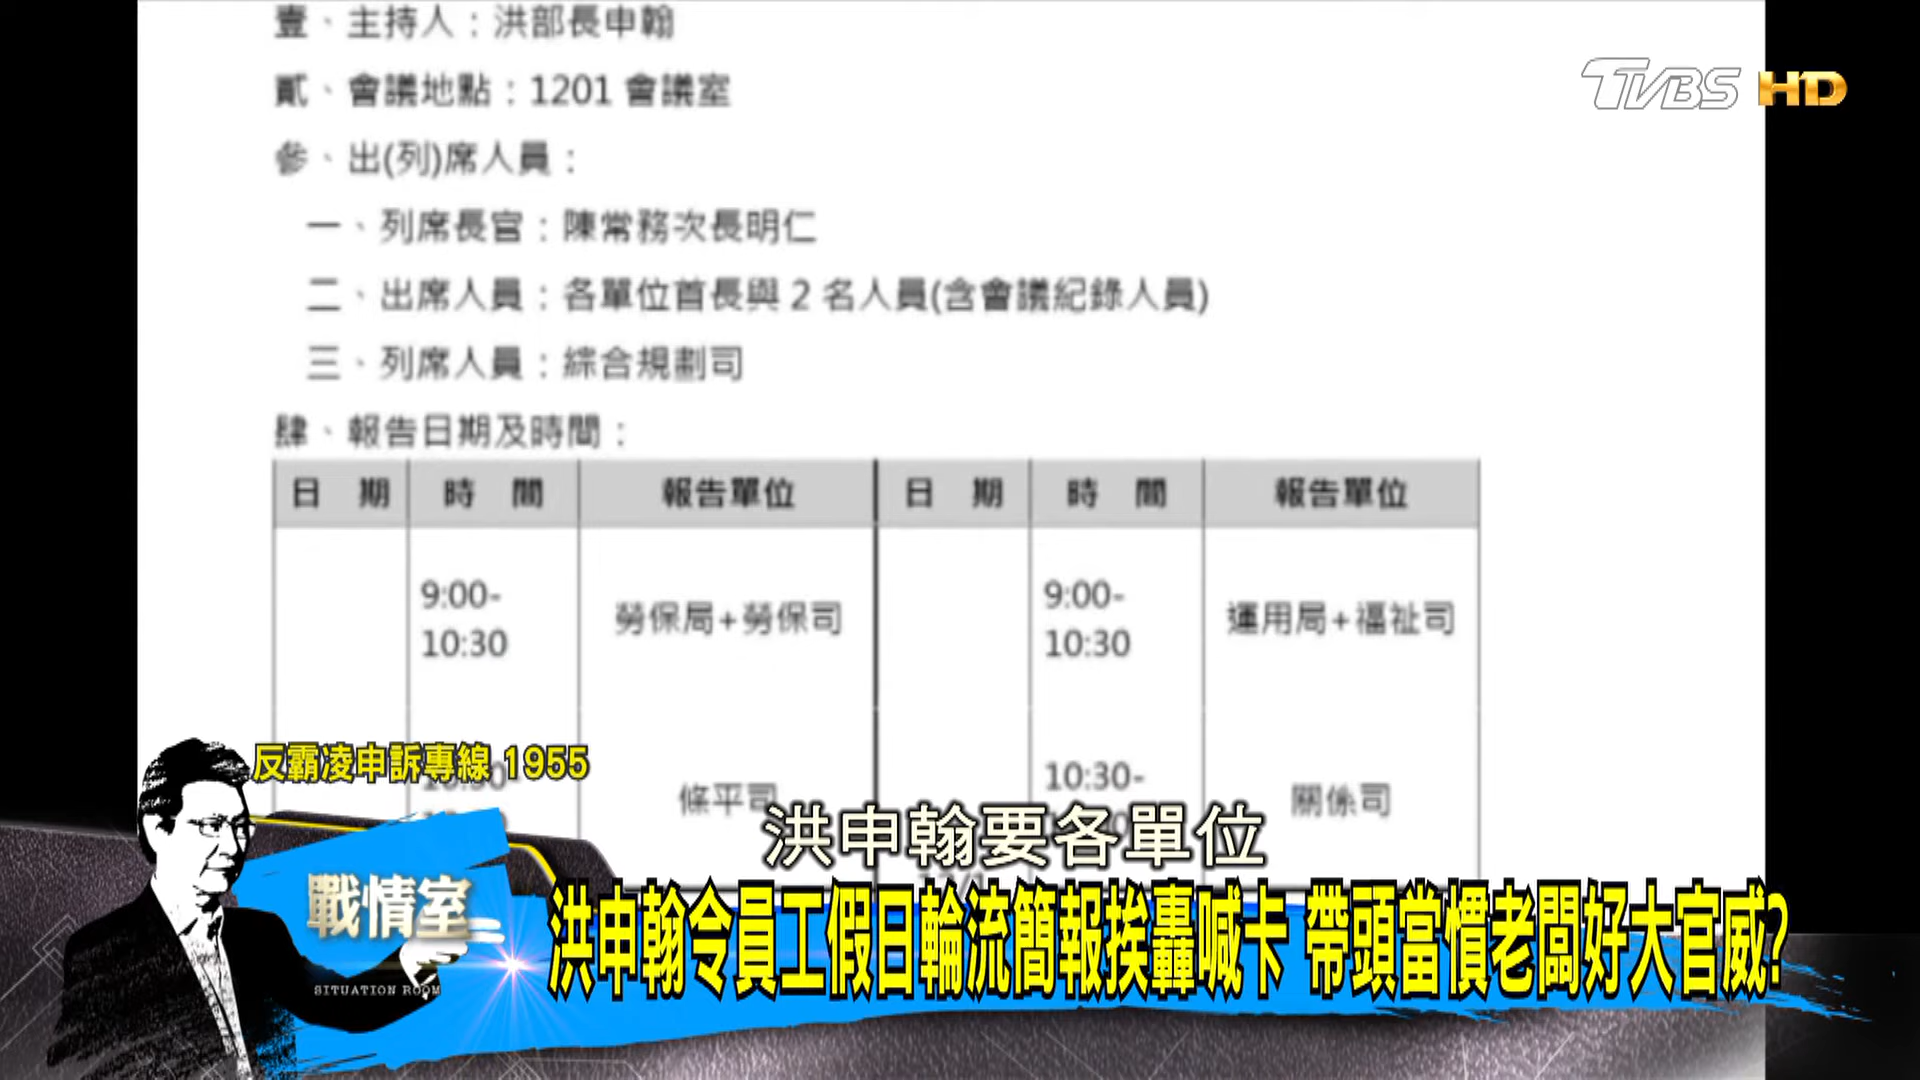 壹、主持人：洪部長申翰
TVBS HD
貳、會議地點：1201 會議室
參、出(列)席人員：
一、列席長官：陳常務次長明仁
二、出席人員：各單位首長與 2 名人員(含會議紀錄人員)
三、列席人員：綜合規劃司
肆、報告日期及時間：
日 期 時 間 報告單位 日 期 時 間 報告單位
9:00-10:30 勞保局+勞保司 9:00-10:30 運用局+福祉司
反霸凌申訴專線 1955
10:30- 條平司 10:30- 關係司
洪申翰要各單位
戰情室
SITUATION ROOM
洪申翰令員工假日輪流簡報挨轟喊卡 帶頭當慣老闆好大官威?